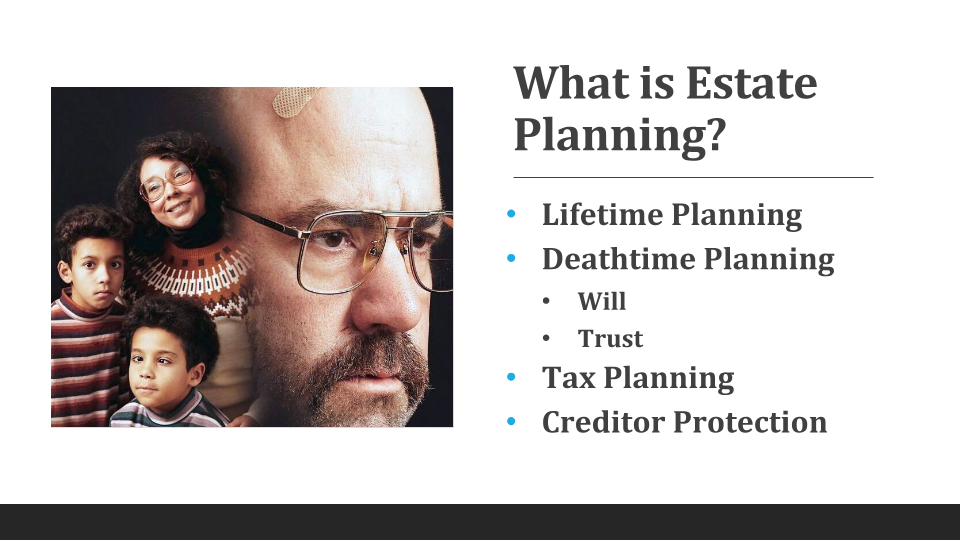 What is Estate
Planning?
• Lifetime Planning
• Deathtime Planning
• Will
• Trust
• Tax Planning
• Creditor Protection